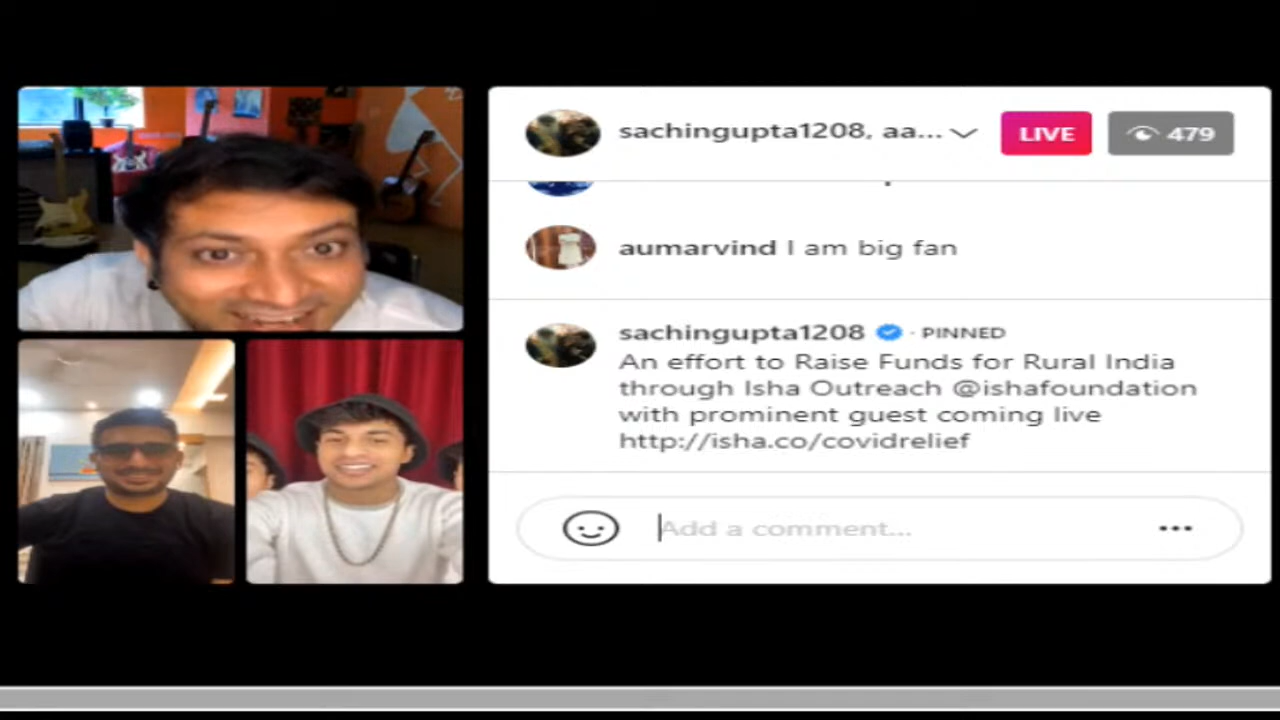 sachingupta1208, aa...
LIVE
479
aumarvind I am big fan
sachingupta1208 · PINNED
An effort to Raise Funds for Rural India
through Isha Outreach @ishafoundation
with prominent guest coming live
http://isha.co/covidrelief
Add a comment...